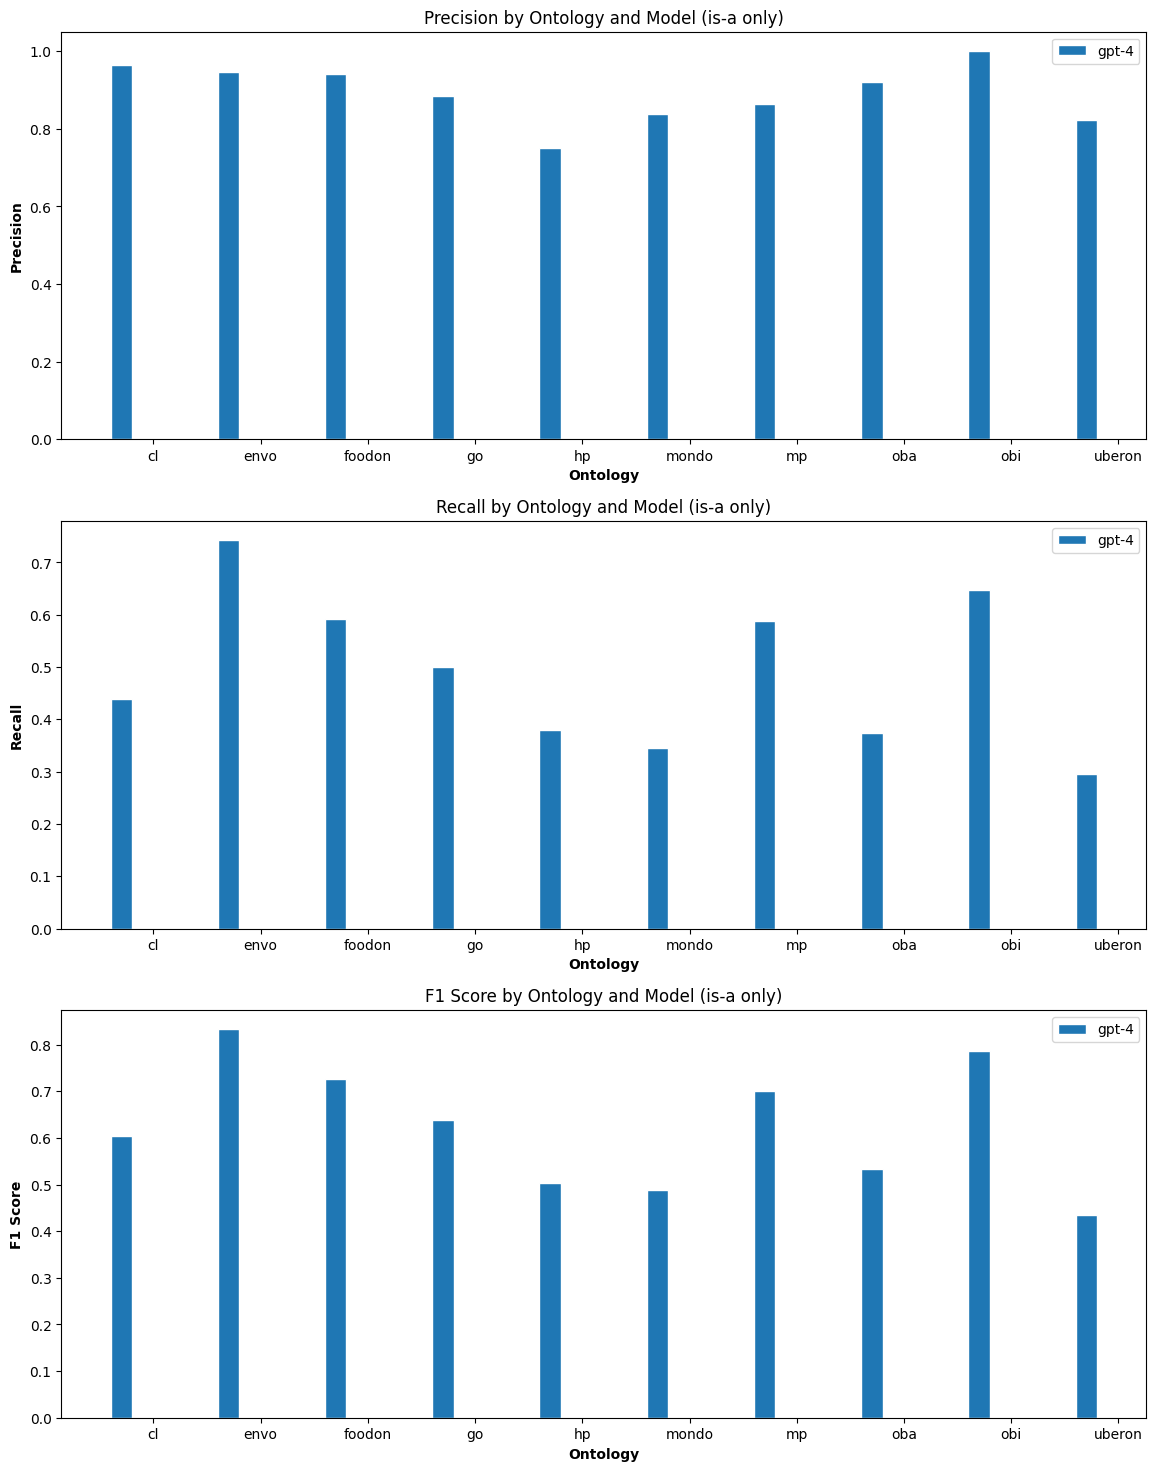 Precision by Ontology and Model (is-a only)
gpt-4
1.0
0.8
0.6
0.4
0.2
0.0
Precision
cl envo foodon go hp mondo mp oba obi uberon
Ontology
Recall by Ontology and Model (is-a only)
gpt-4
0.7
0.6
0.5
0.4
0.3
0.2
0.1
0.0
Recall
cl envo foodon go hp mondo mp oba obi uberon
Ontology
F1 Score by Ontology and Model (is-a only)
gpt-4
0.8
0.7
0.6
0.5
0.4
0.3
0.2
0.1
0.0
F1 Score
cl envo foodon go hp mondo mp oba obi uberon
Ontology